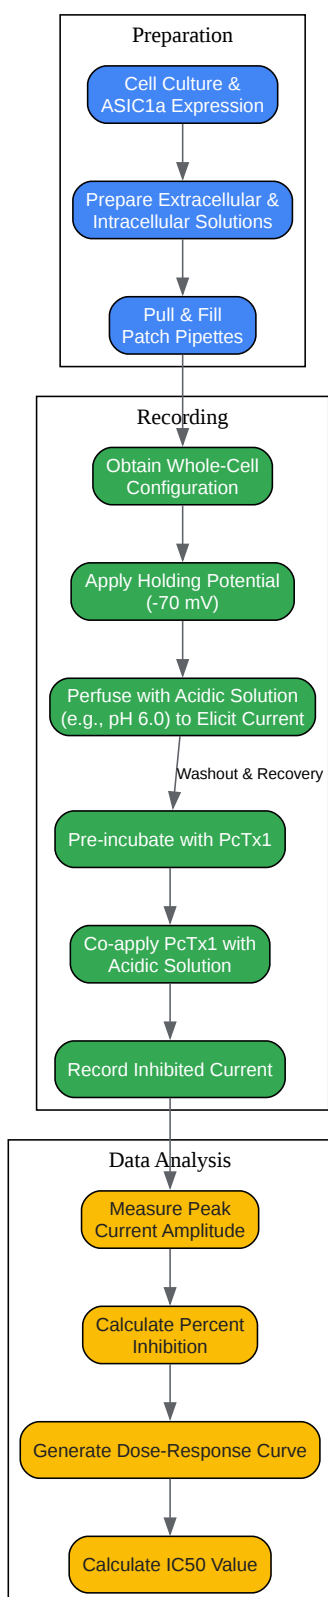 Preparation
Cell Culture &
ASIC1a Expression
Prepare Extracellular &
Intracellular Solutions
Pull & Fill
Patch Pipettes
Recording
Obtain Whole-Cell
Configuration
Apply Holding Potential
(-70 mV)
Perfuse with Acidic Solution
(e.g., pH 6.0) to Elicit Current
Washout & Recovery
Pre-incubate with PcTx1
Co-apply PcTx1 with
Acidic Solution
Record Inhibited Current
Data Analysis
Measure Peak
Current Amplitude
Calculate Percent
Inhibition
Generate Dose-Response Curve
Calculate IC50 Value